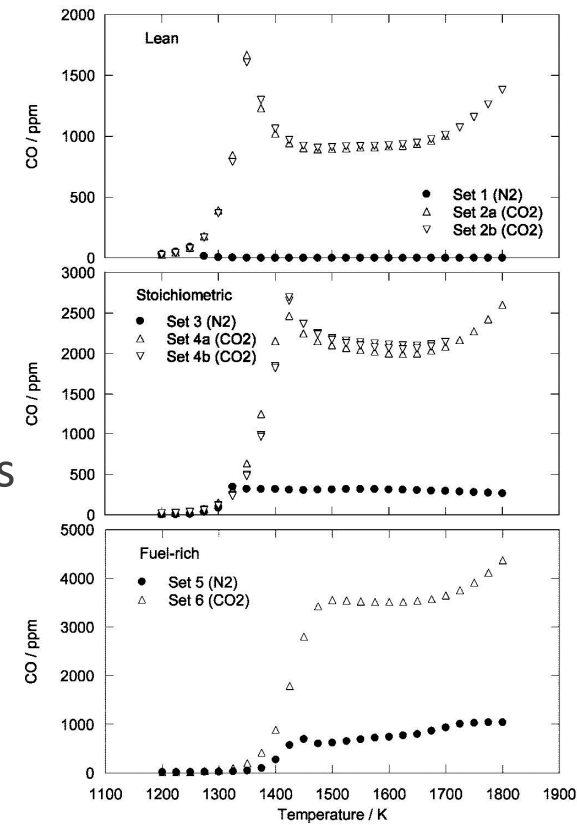 2000
Lean
1500
CO / ppm
1000
500
Set 1 (N2)
Set 2a (CO2)
Set 2b (CO2)
0
3000
Stoichiometric
2500
Set 3 (N2)
Set 4a (CO2)
2000
Set 4b (CO2)
CO / ppm
1500
1000
s
500
0
5000
Fuel-rich
4000
Set 5 (N2)
Set 6 (CO2)
3000
CO / ppm
2000
1000
0
1100 1200 1300 1400 1500 1600 1700 1800 1900
Temperature / K